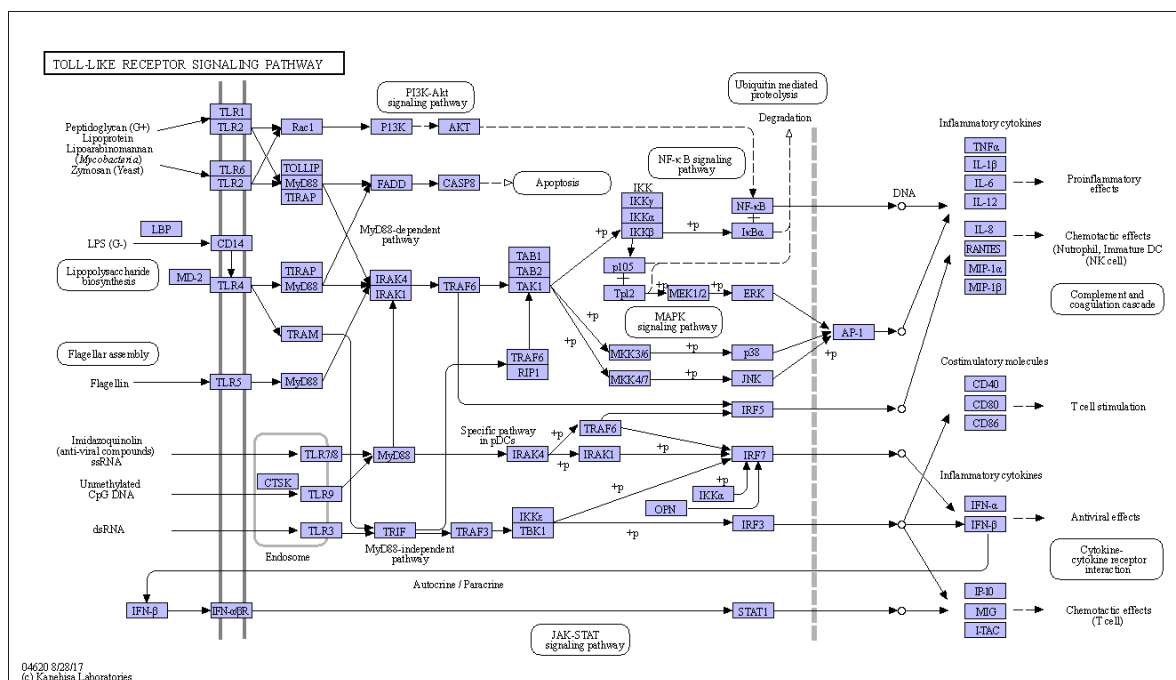 TOLL-LIKE RECEPTOR SIGNALING PATHWAY
PI3K-Akt
signaling pathway
Ubiquitin mediated
proteolysis
Degradation
Inflammatory cytokines
Peptidoglycan (G+)
Lipoprotein
Lipoarabinomannan
(Mycobacteria)
Zymosan (Yeast)
TLR1
TLR2
Rac1
PI3K
AKT
TLR6
TLR2
TOLLIP
MyD88
TIRAP
FADD
CASP8
Apoptosis
NF-κB signaling
pathway
IKK
IKKγ
IKKα
IKKβ
+p
+p
NF-κB
IκBα
DNA
TNFα
IL-1β
IL-6
IL-12
Proinflammatory
effects
MyD88-dependent
pathway
LBP
LPS (G-)
CD14
Lipopolysaccharide
biosynthesis
MD-2
TLR4
TIRAP
MyD88
IRAK4
IRAK1
TRAF6
TAB1
TAB2
TAK1
p105
Tpl2
+p
+p
MEK1/2
ERK
IL-8
RANTES
MIP-1α
MIP-1β
Chemotactic effects
(Nutrophil, Immature DC
(NK cell)
Complement and
coagulation cascade
TRAM
MAPK
signaling pathway
+p
+p
AP-1
+p
Flagellar assembly
TRAF6
RIP1
MKK3/6
+p
p38
MKK4/7
+p
JNK
Costimulatory molecules
CD40
CD80
CD86
T cell stimulation
Flagellin
TLR5
MyD88
IRF5
Imidazoquinolin
(anti-viral compounds)
ssRNA
TLR7/8
MyD88
Specific pathway
in pDCs
IRAK4
+p
+p
TRAF6
IRAK1
+p
+p
IRF7
Unmethylated
CpG DNA
CTSK
TLR9
IKKα
OPN
+p
Inflammatory cytokines
IFN-α
IFN-β
Antiviral effects
dsRNA
TLR3
Endosome
TRIF
MyD88-independent
pathway
TRAF3
IKKε
TBK1
+p
IRF3
Cytokine-
cytokine receptor
interaction
Autocrine / Paracrine
IFN-β
IFN-αβR
STAT1
IP-10
MIG
I-TAC
Chemotactic effects
(T cell)
JAK-STAT
signaling pathway
04620 8/28/17
(c) Kanehisa Laboratories